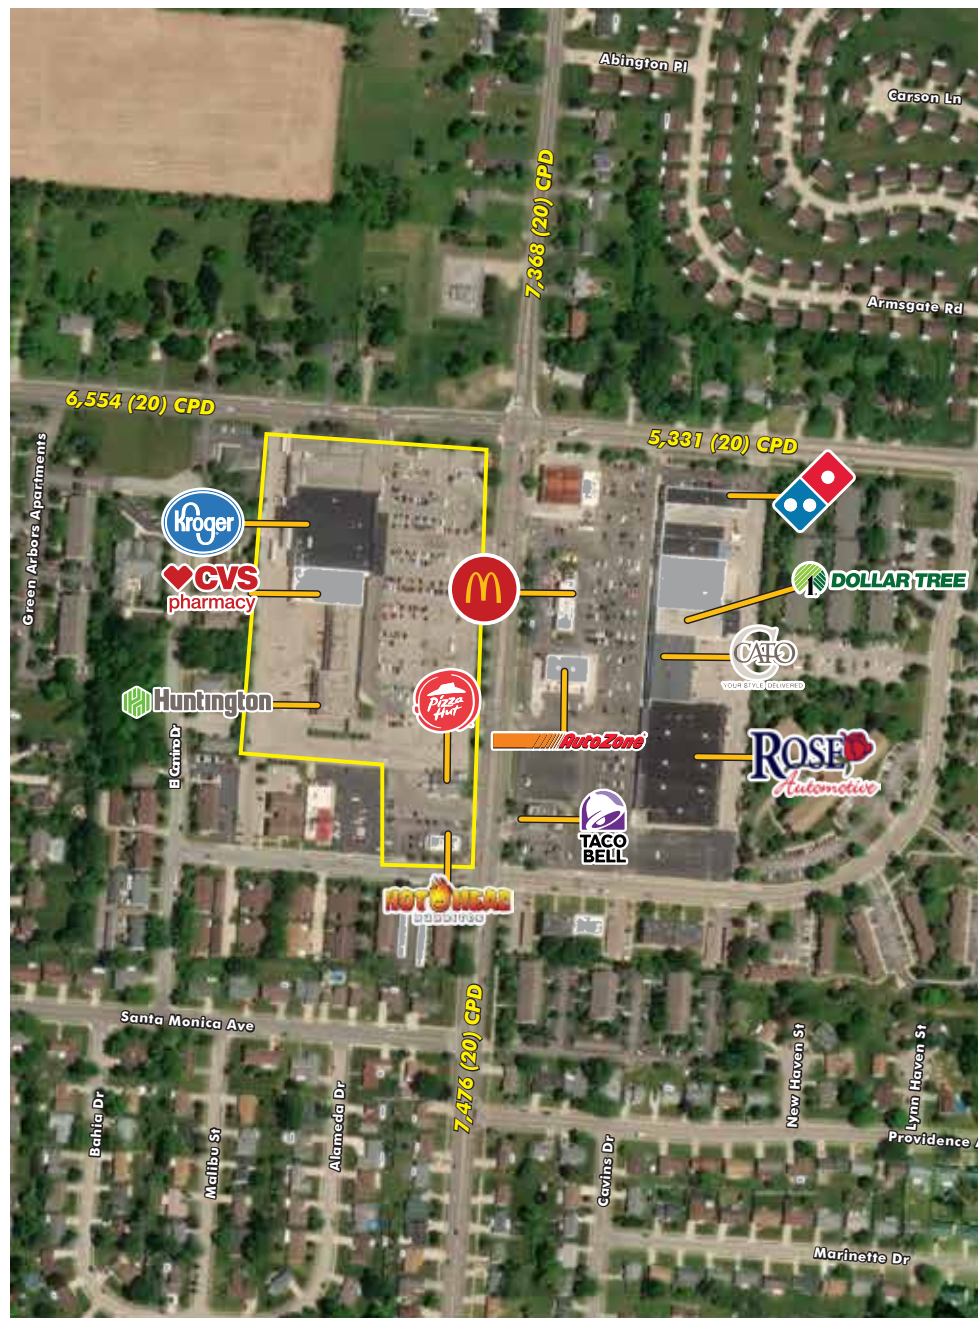 Abington Pl
Carson Ln
7,368 (20) CPD
Armsgate Rd
6,554 (20) CPD
5,331 (20) CPD
Green Arbors Apartments
Kroger
CVS
pharmacy
DOLLAR TREE
CATO
YOUR STYLE DELIVERED
Huntington
Pizza
Hut
AutoZone
ROSE
Automotive
El Camino Dr
TACO
BELL
HOT HEAD
BURRITOS
7,476 (20) CPD
Santa Monica Ave
New Haven St
Lynn Haven St
Bahia Dr
Malibu St
Alameda Dr
Cavins Dr
Providence A
Marinette Dr